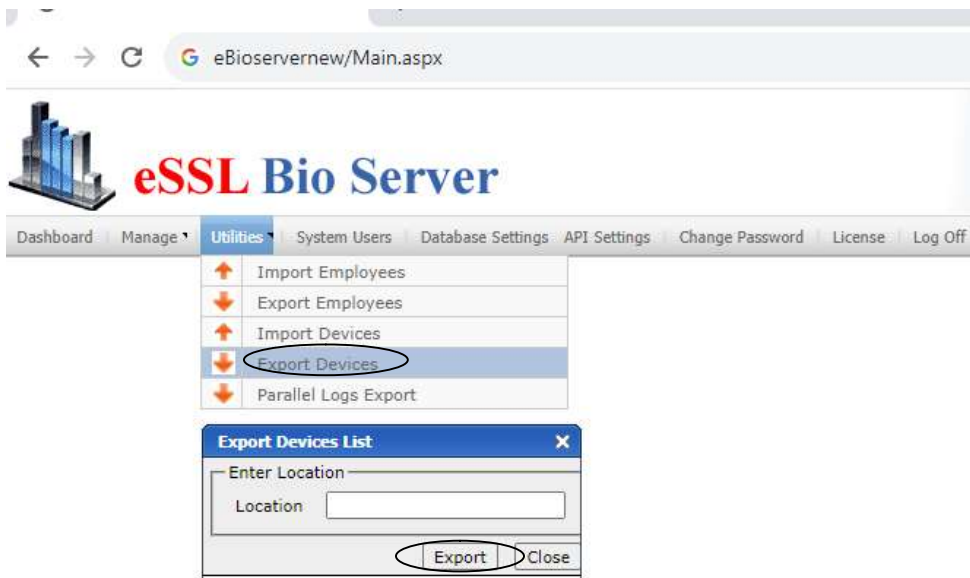 eBioservernew/Main.aspx
eSSL Bio Server
Dashboard Manage Utilities System Users Database Settings API Settings Change Password License Log Off
Import Employees
Export Employees
Import Devices
Export Devices
Parallel Logs Export
Export Devices List
Enter Location
Location
Export Close